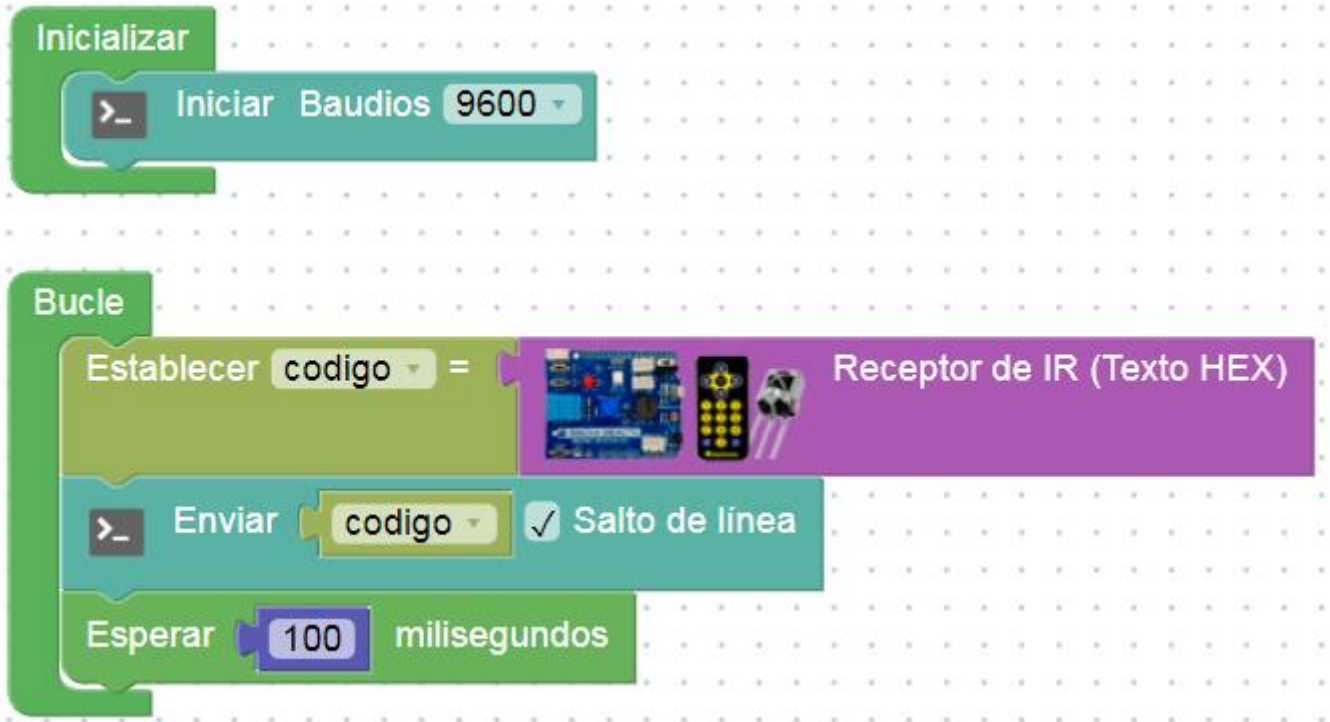 Inicializar
>_ Iniciar Baudios 9600
Bucle
Establecer codigo = Receptor de IR (Texto HEX)
>_ Enviar codigo ✓ Salto de línea
Esperar 100 milisegundos